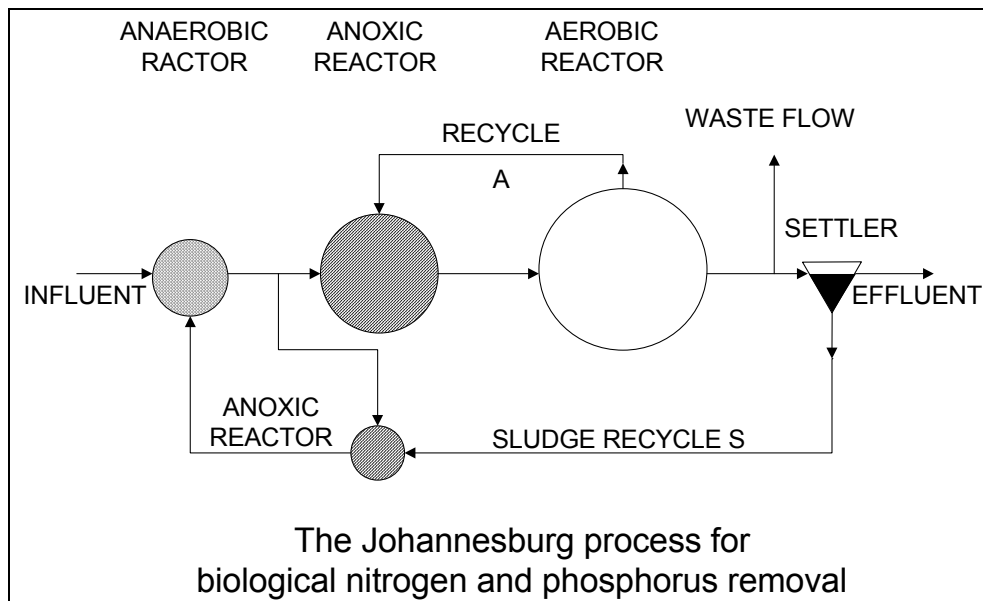 ANAEROBIC
RACTOR
ANOXIC
REACTOR
AEROBIC
REACTOR
WASTE FLOW
RECYCLE
A
SETTLER
INFLUENT
EFFLUENT
ANOXIC
REACTOR
SLUDGE RECYCLE S
The Johannesburg process for
biological nitrogen and phosphorus removal